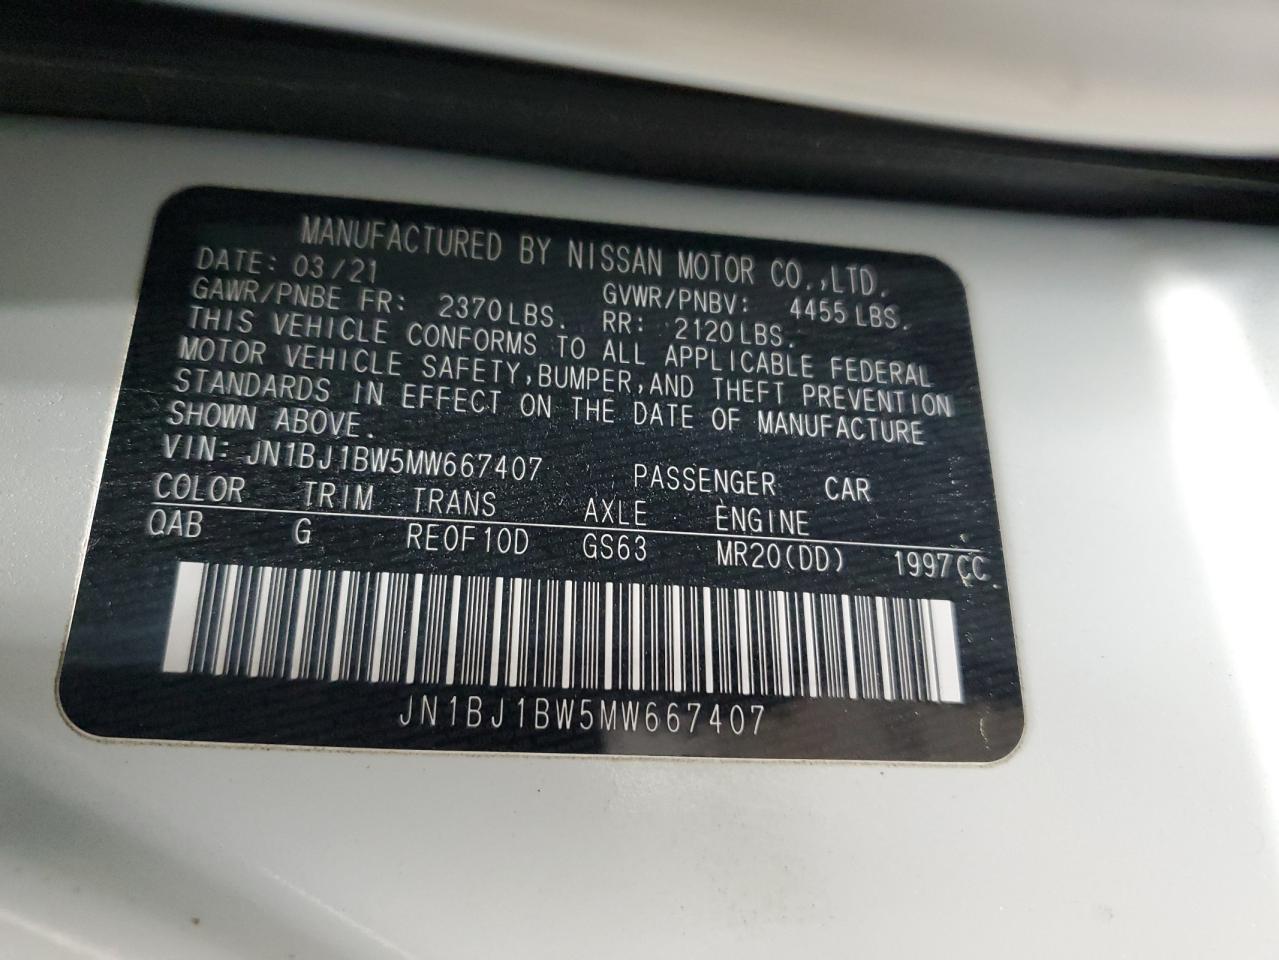 MANUFACTURED BY NISSAN MOTOR CO.,LTD.
DATE: 03/21
GAWR/PNBE FR: 2370LBS. GVWR/PNBV: 4455LBS.
RR: 2120LBS.
THIS VEHICLE CONFORMS TO ALL APPLICABLE FEDERAL
MOTOR VEHICLE SAFETY,BUMPER,AND THEFT PREVENTION
STANDARDS IN EFFECT ON THE DATE OF MANUFACTURE
SHOWN ABOVE.
VIN: JN1BJ1BW5MW667407 PASSENGER CAR
COLOR TRIM TRANS AXLE ENGINE
QAB G RE0F10D GS63 MR20(DD) 1997CC.
JN1BJ1BW5MW667407